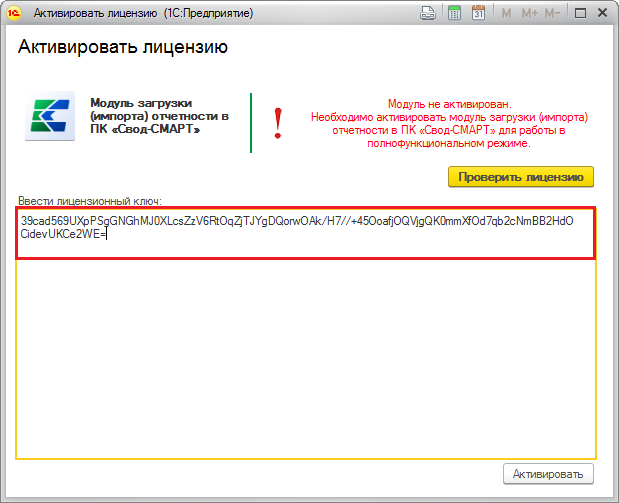 Активировать лицензию (1С:Предприятие)
M M+ M-
31
Активировать лицензию
Модуль загрузки
(импорта) отчетности в
ПК «Свод-СМАРТ»
Модуль не активирован.
Необходимо активировать модуль загрузки (импорта)
отчетности в ПК «Свод-СМАРТ» для работы в
полнофункциональном режиме.
Проверить лицензию
Ввести лицензионный ключ:
39cad569UXpPSgGNGhMJ0XLcsZzV6RtOqZjTJYgDQorwOAk/H7//+45OoafjOQVjgQK0mmXfOd7qb2cNmBB2HdO
CidevUKCe2WE=
Активировать